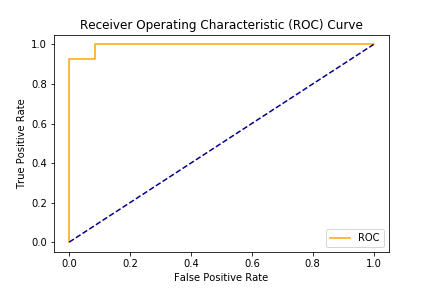 Receiver Operating Characteristic (ROC) Curve
1.0
0.8
0.6
0.4
0.2
0.0
True Positive Rate
0.0 0.2 0.4 0.6 0.8 1.0
False Positive Rate
ROC